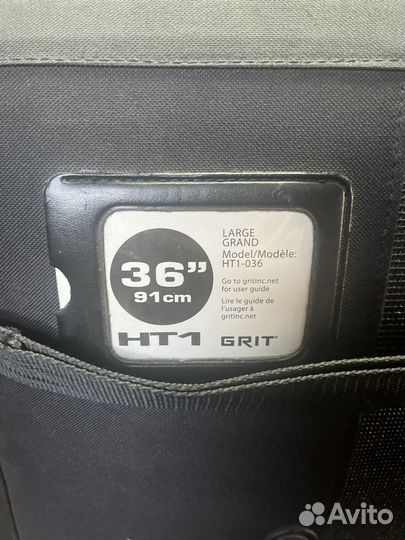 36”
91cm
LARGE
GRAND
Model/Modèle:
HT1-036
Go to gritinc.net
for user guide
Lire le guide de
l'usager à
gritinc.net
HT1 GRIT
Avito